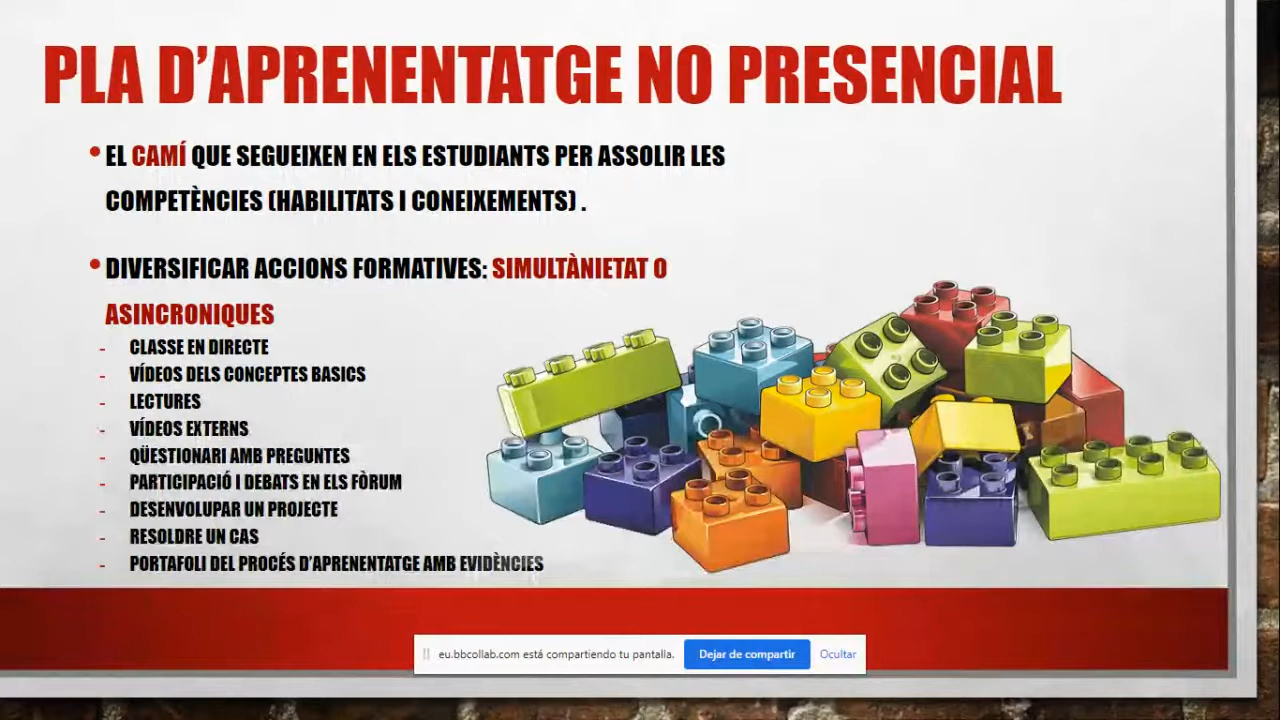 PLA D'APRENENTATGE NO PRESENCIAL
• EL CAMÍ QUE SEGUEIXEN EN ELS ESTUDIANTS PER ASSOLIR LES
COMPETÈNCIES (HABILITATS I CONEIXEMENTS) .
• DIVERSIFICAR ACCIONS FORMATIVES: SIMULTÀNIETAT O
ASINCRONIQUES
- CLASSE EN DIRECTE
- VÍDEOS DELS CONCEPTES BASICS
- LECTURES
- VÍDEOS EXTERNS
- QÜESTIONARI AMB PREGUNTES
- PARTICIPACIÓ I DEBATS EN ELS FÒRUM
- DESENVOLUPAR UN PROJECTE
- RESOLDRE UN CAS
- PORTAFOLI DEL PROCÉS D'APRENENTATGE AMB EVIDÈNCIES
eu.bbcollab.com está compartiendo tu pantalla. Dejar de compartir Ocultar